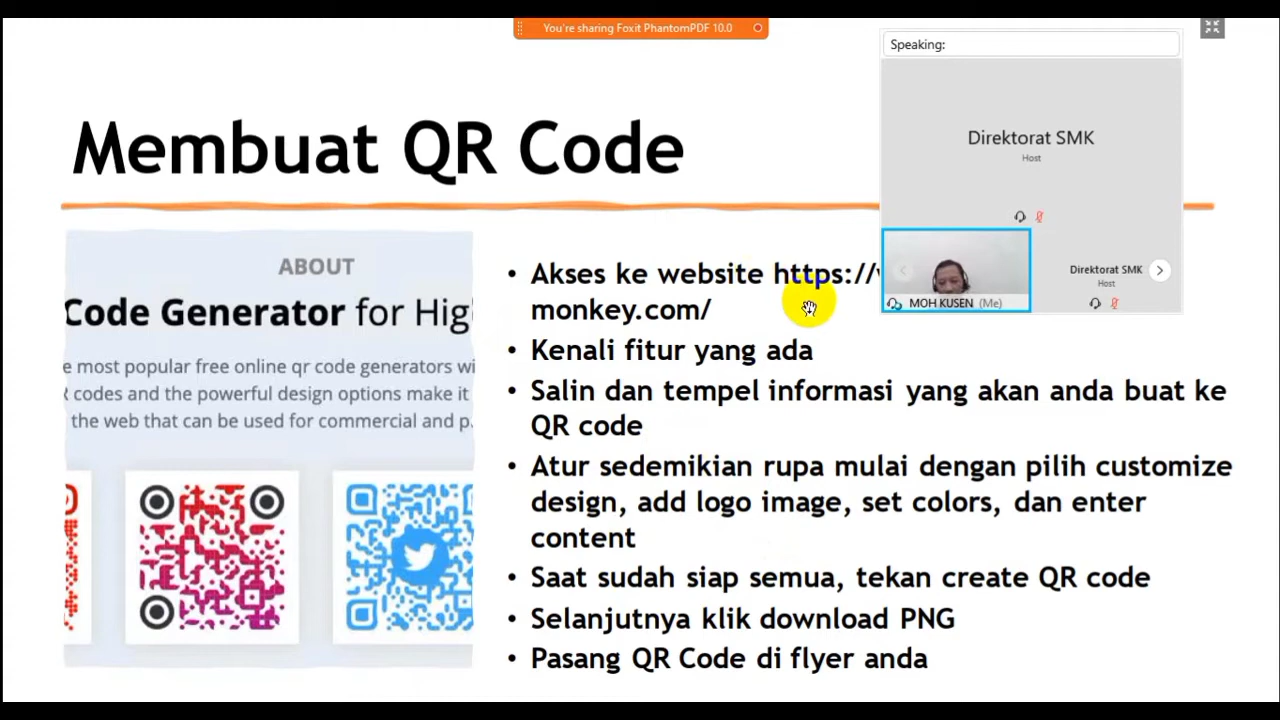 You're sharing Foxit PhantomPDF 10.0
Speaking:
Direktorat SMK
Host
Membuat QR Code
MOH KUSEN (Me)
Direktorat SMK
Host
ABOUT
Code Generator for Hig
most popular free online qr code generators
codes and the powerful design options make it
the web that can be used for commercial and
• Akses ke website https://
monkey.com/
• Kenali fitur yang ada
• Salin dan tempel informasi yang akan anda buat ke
QR code
• Atur sedemikian rupa mulai dengan pilih customize
design, add logo image, set colors, dan enter
content
• Saat sudah siap semua, tekan create QR code
• Selanjutnya klik download PNG
• Pasang QR Code di flyer anda